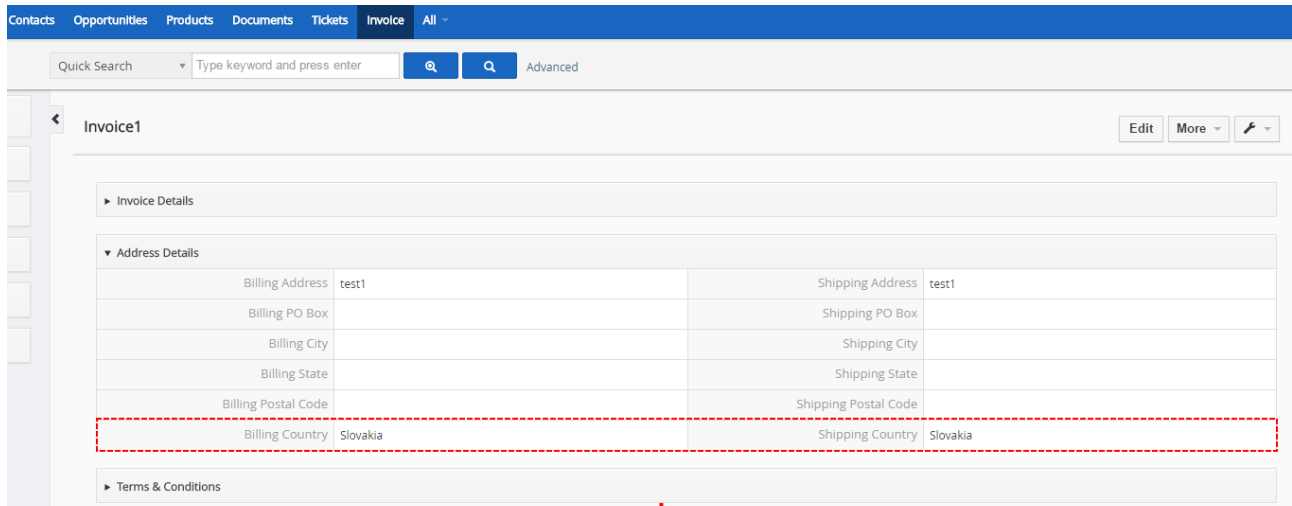 Contacts Opportunities Products Documents Tickets Invoice All
Quick Search Type keyword and press enter Advanced
Invoice1 Edit More
Invoice Details
Address Details
Billing Address test1 Shipping Address test1
Billing PO Box Shipping PO Box
Billing City Shipping City
Billing State Shipping State
Billing Postal Code Shipping Postal Code
Billing Country Slovakia Shipping Country Slovakia
Terms & Conditions